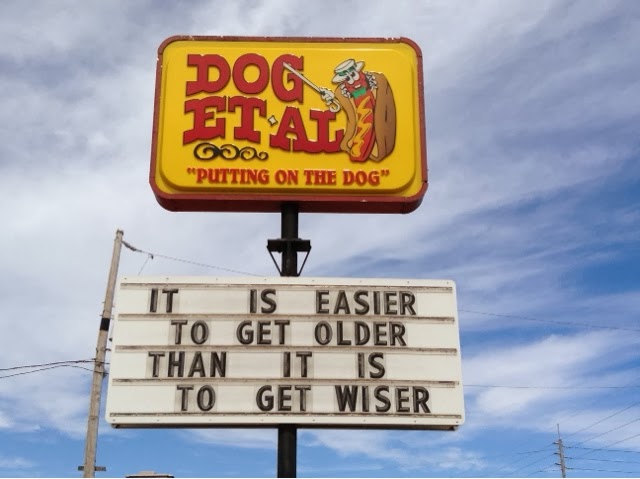 DOG
ET·AL
"PUTTING ON THE DOG"
IT IS EASIER
TO GET OLDER
THAN IT IS
TO GET WISER